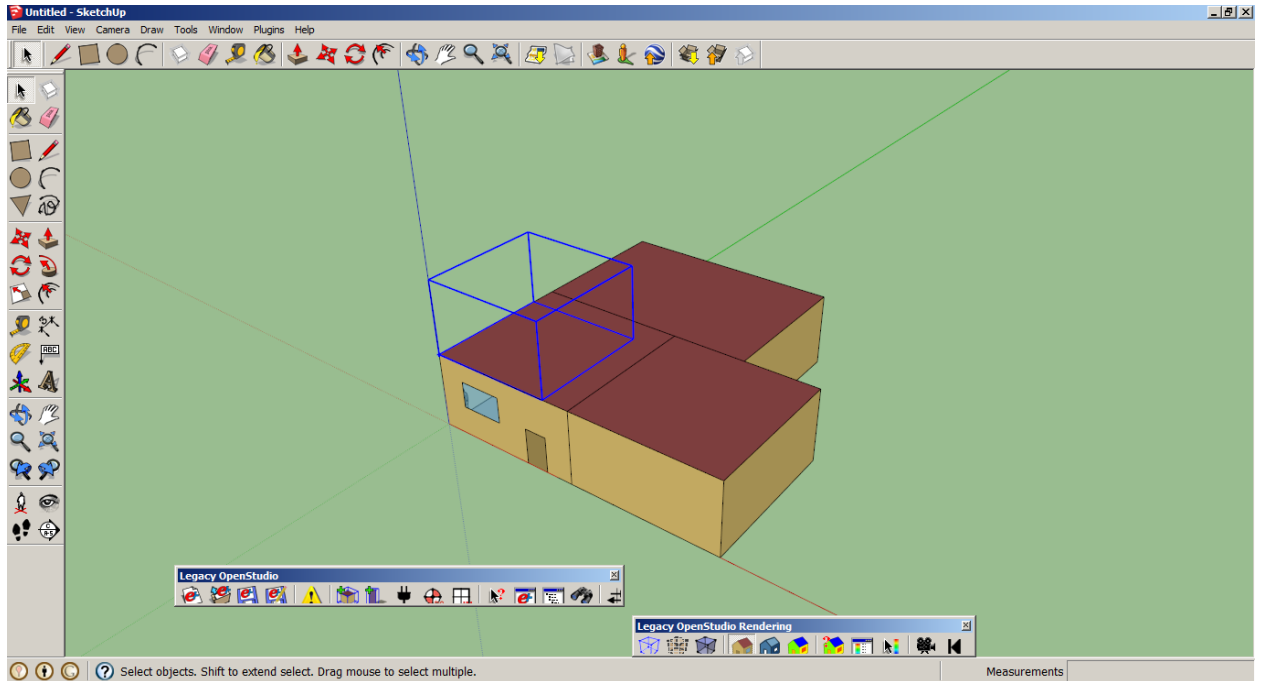 Untitled - SketchUp
File Edit View Camera Draw Tools Window Plugins Help
ABC
Legacy OpenStudio
Legacy OpenStudio Rendering
Select objects. Shift to extend select. Drag mouse to select multiple.
Measurements